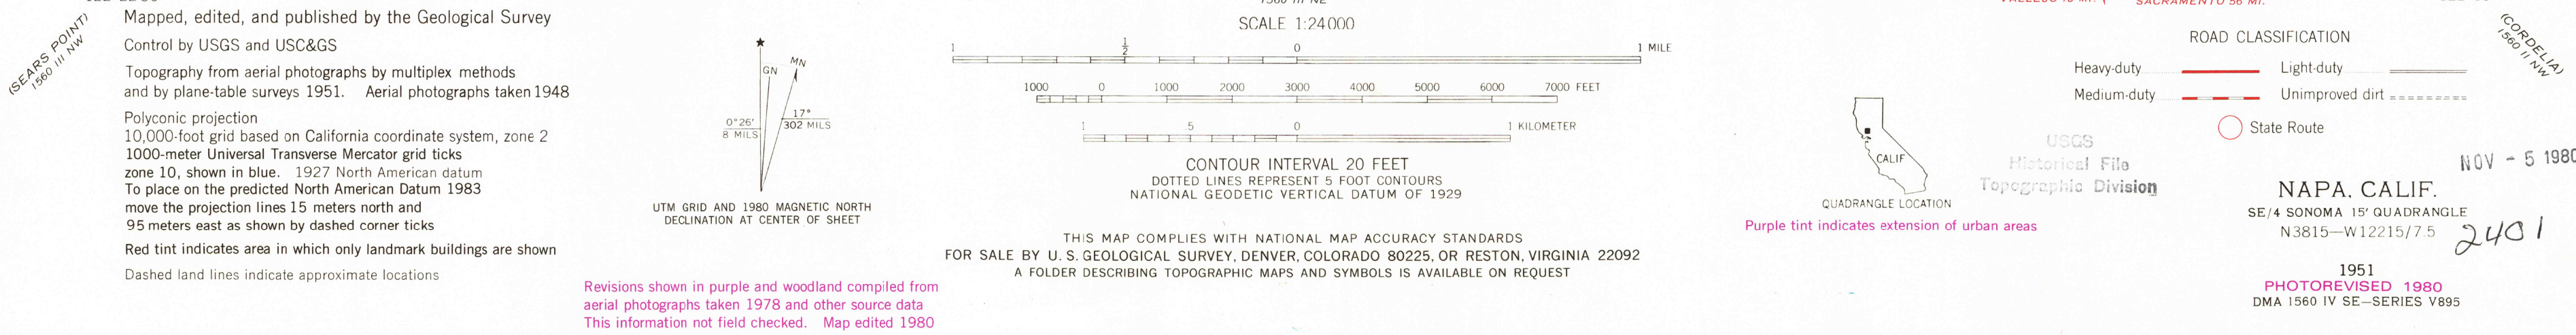 (SEARS POINT)
1560 III NW
Mapped, edited, and published by the Geological Survey
Control by USGS and USC&GS
Topography from aerial photographs by multiplex methods
and by plane-table surveys 1951. Aerial photographs taken 1948
Polyconic projection
10,000-foot grid based on California coordinate system, zone 2
1000-meter Universal Transverse Mercator grid ticks
zone 10, shown in blue. 1927 North American datum
To place on the predicted North American Datum 1983
move the projection lines 15 meters north and
95 meters east as shown by dashed corner ticks
Red tint indicates area in which only landmark buildings are shown
Dashed land lines indicate approximate locations
GN
MN
0°26'
8 MILS
17°
302 MILS
UTM GRID AND 1980 MAGNETIC NORTH
DECLINATION AT CENTER OF SHEET
Revisions shown in purple and woodland compiled from
aerial photographs taken 1978 and other source data
This information not field checked. Map edited 1980
1560 III NE
SCALE 1:24000
1 ½ 0 1 MILE
1000 0 1000 2000 3000 4000 5000 6000 7000 FEET
1 .5 0 1 KILOMETER
CONTOUR INTERVAL 20 FEET
DOTTED LINES REPRESENT 5 FOOT CONTOURS
NATIONAL GEODETIC VERTICAL DATUM OF 1929
THIS MAP COMPLIES WITH NATIONAL MAP ACCURACY STANDARDS
FOR SALE BY U. S. GEOLOGICAL SURVEY, DENVER, COLORADO 80225, OR RESTON, VIRGINIA 22092
A FOLDER DESCRIBING TOPOGRAPHIC MAPS AND SYMBOLS IS AVAILABLE ON REQUEST
CALIF
QUADRANGLE LOCATION
Purple tint indicates extension of urban areas
SACRAMENTO 56 MI.
ROAD CLASSIFICATION
Heavy-duty Light-duty
Medium-duty Unimproved dirt
State Route
(CORDELIA)
1560 II NW
USGS
Historical File
Topographic Division
NOV - 5 1980
NAPA, CALIF.
SE/4 SONOMA 15' QUADRANGLE
N3815—W12215/7.5
2401
1951
PHOTOREVISED 1980
DMA 1560 IV SE—SERIES V895